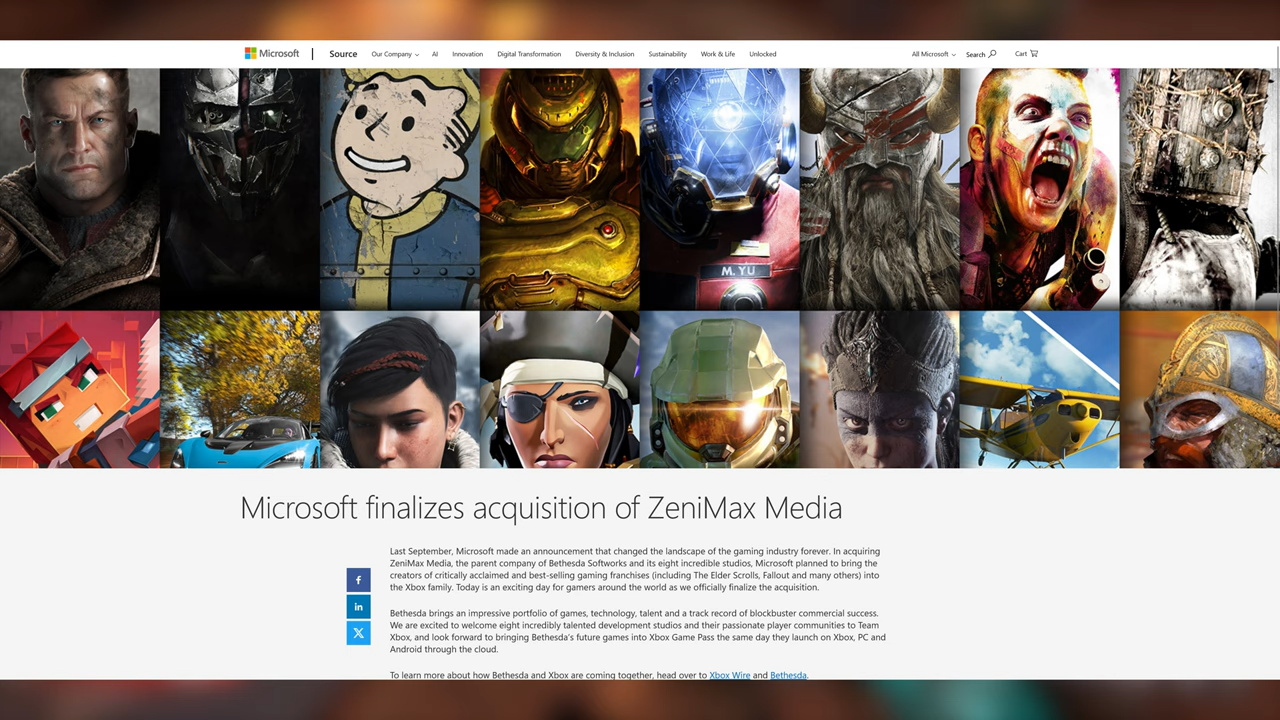 Microsoft | Source Our Company AI Innovation Digital Transformation Diversity & Inclusion Sustainability Work & Life Unlocked All Microsoft Search Cart
M. YU
Microsoft finalizes acquisition of ZeniMax Media
Last September, Microsoft made an announcement that changed the landscape of the gaming industry forever. In acquiring
ZeniMax Media, the parent company of Bethesda Softworks and its eight incredible studios, Microsoft planned to bring the
creators of critically acclaimed and best-selling gaming franchises (including The Elder Scrolls, Fallout and many others) into
the Xbox family. Today is an exciting day for gamers around the world as we officially finalize the acquisition.
Bethesda brings an impressive portfolio of games, technology, talent and a track record of blockbuster commercial success.
We are excited to welcome eight incredibly talented development studios and their passionate player communities to Team
Xbox, and look forward to bringing Bethesda's future games into Xbox Game Pass the same day they launch on Xbox, PC and
Android through the cloud.
To learn more about how Bethesda and Xbox are coming together, head over to Xbox Wire and Bethesda.
f
in
X